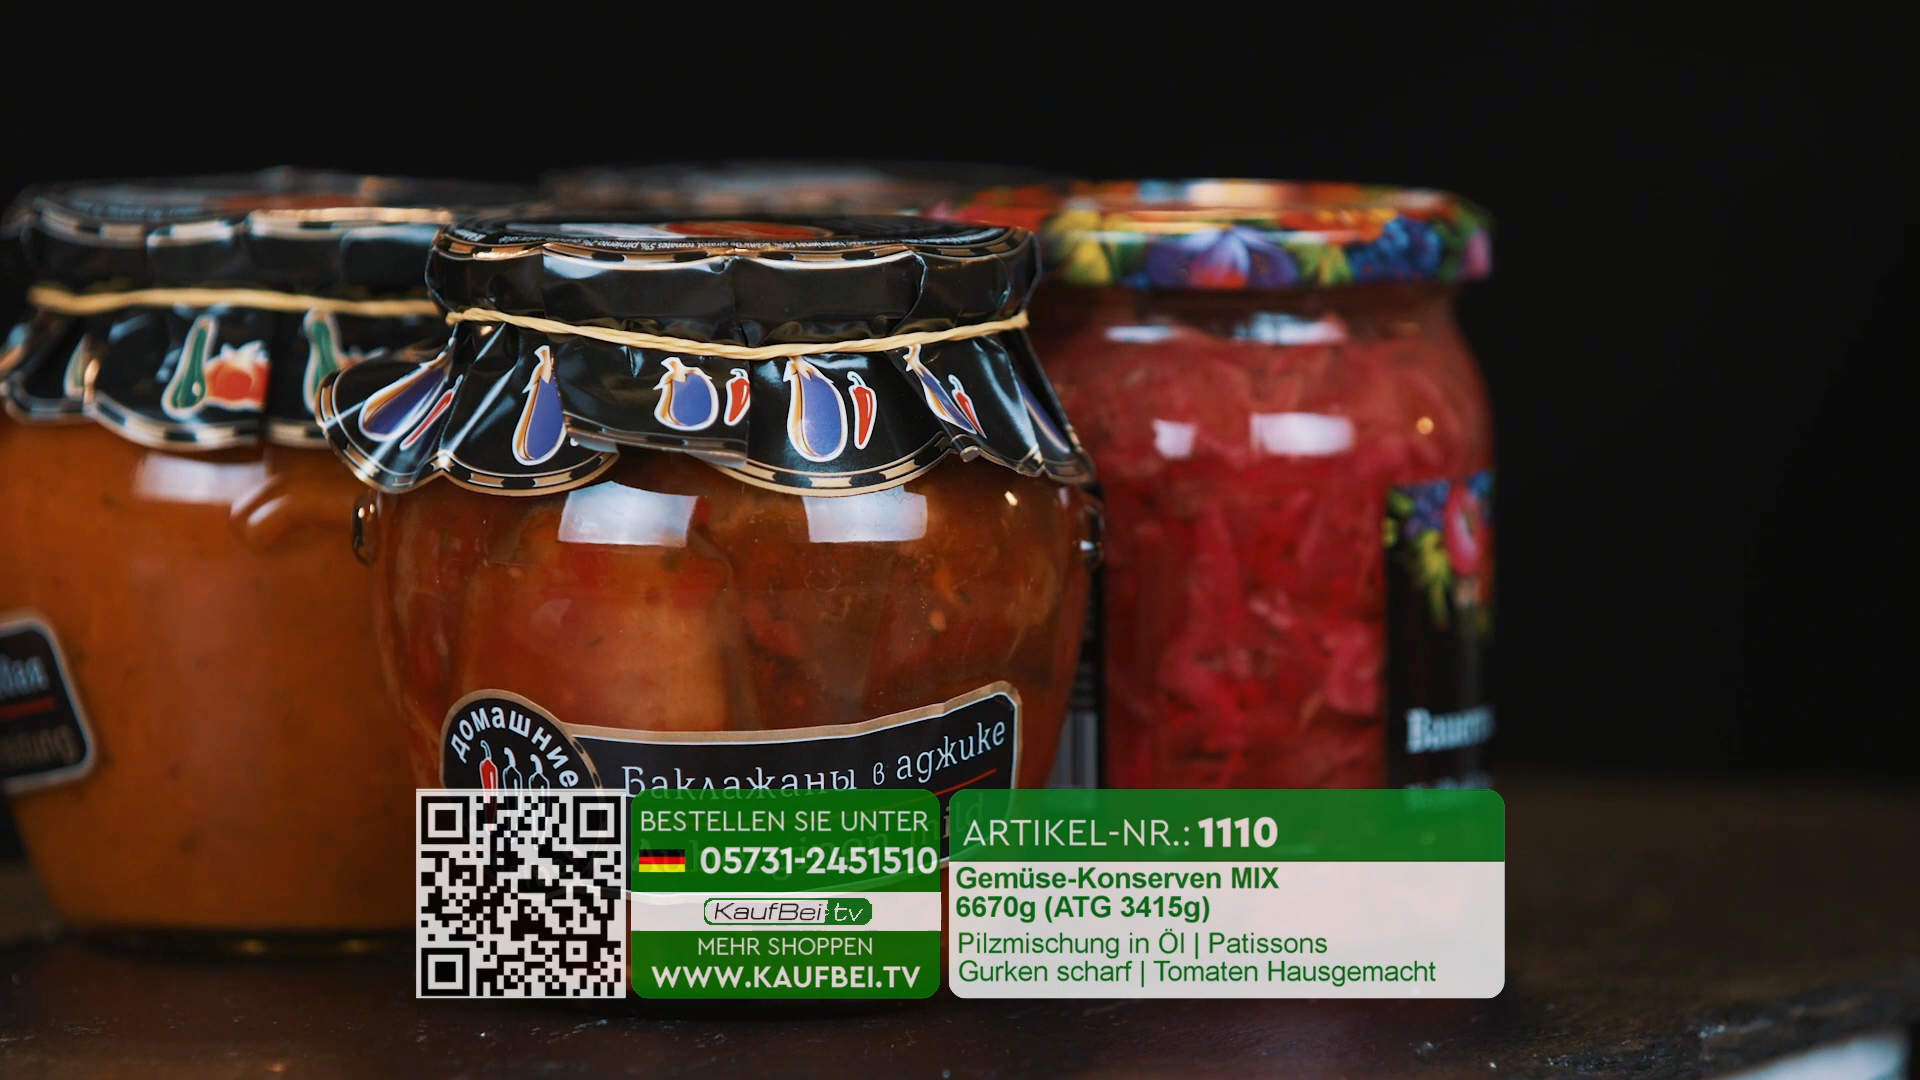 домашние
Баклажаны в аджике
BESTELLEN SIE UNTER
05731-2451510
KaufBei tv
MEHR SHOPPEN
WWW.KAUFBEI.TV
ARTIKEL-NR.: 1110
Gemüse-Konserven MIX
6670g (ATG 3415g)
Pilzmischung in Öl | Patissons
Gurken scharf | Tomaten Hausgemacht